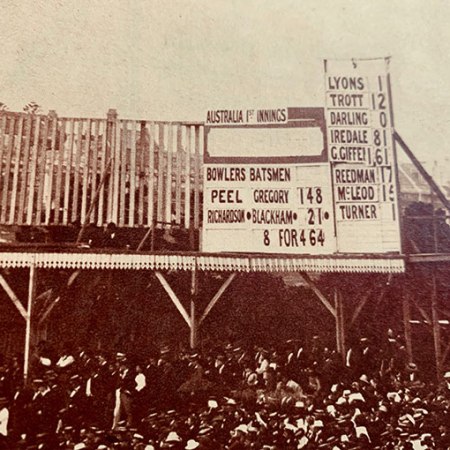 AUSTRALIA 1ST INNINGS
BOWLERS BATSMEN
PEEL GREGORY 148
RICHARDSON • BLACKHAM • 21 •
8 FOR 464
LYONS 1
TROTT 12
DARLING 0
IREDALE 81
G.GIFFEN 161
REEDMAN 17
McLEOD 14
TURNER 1